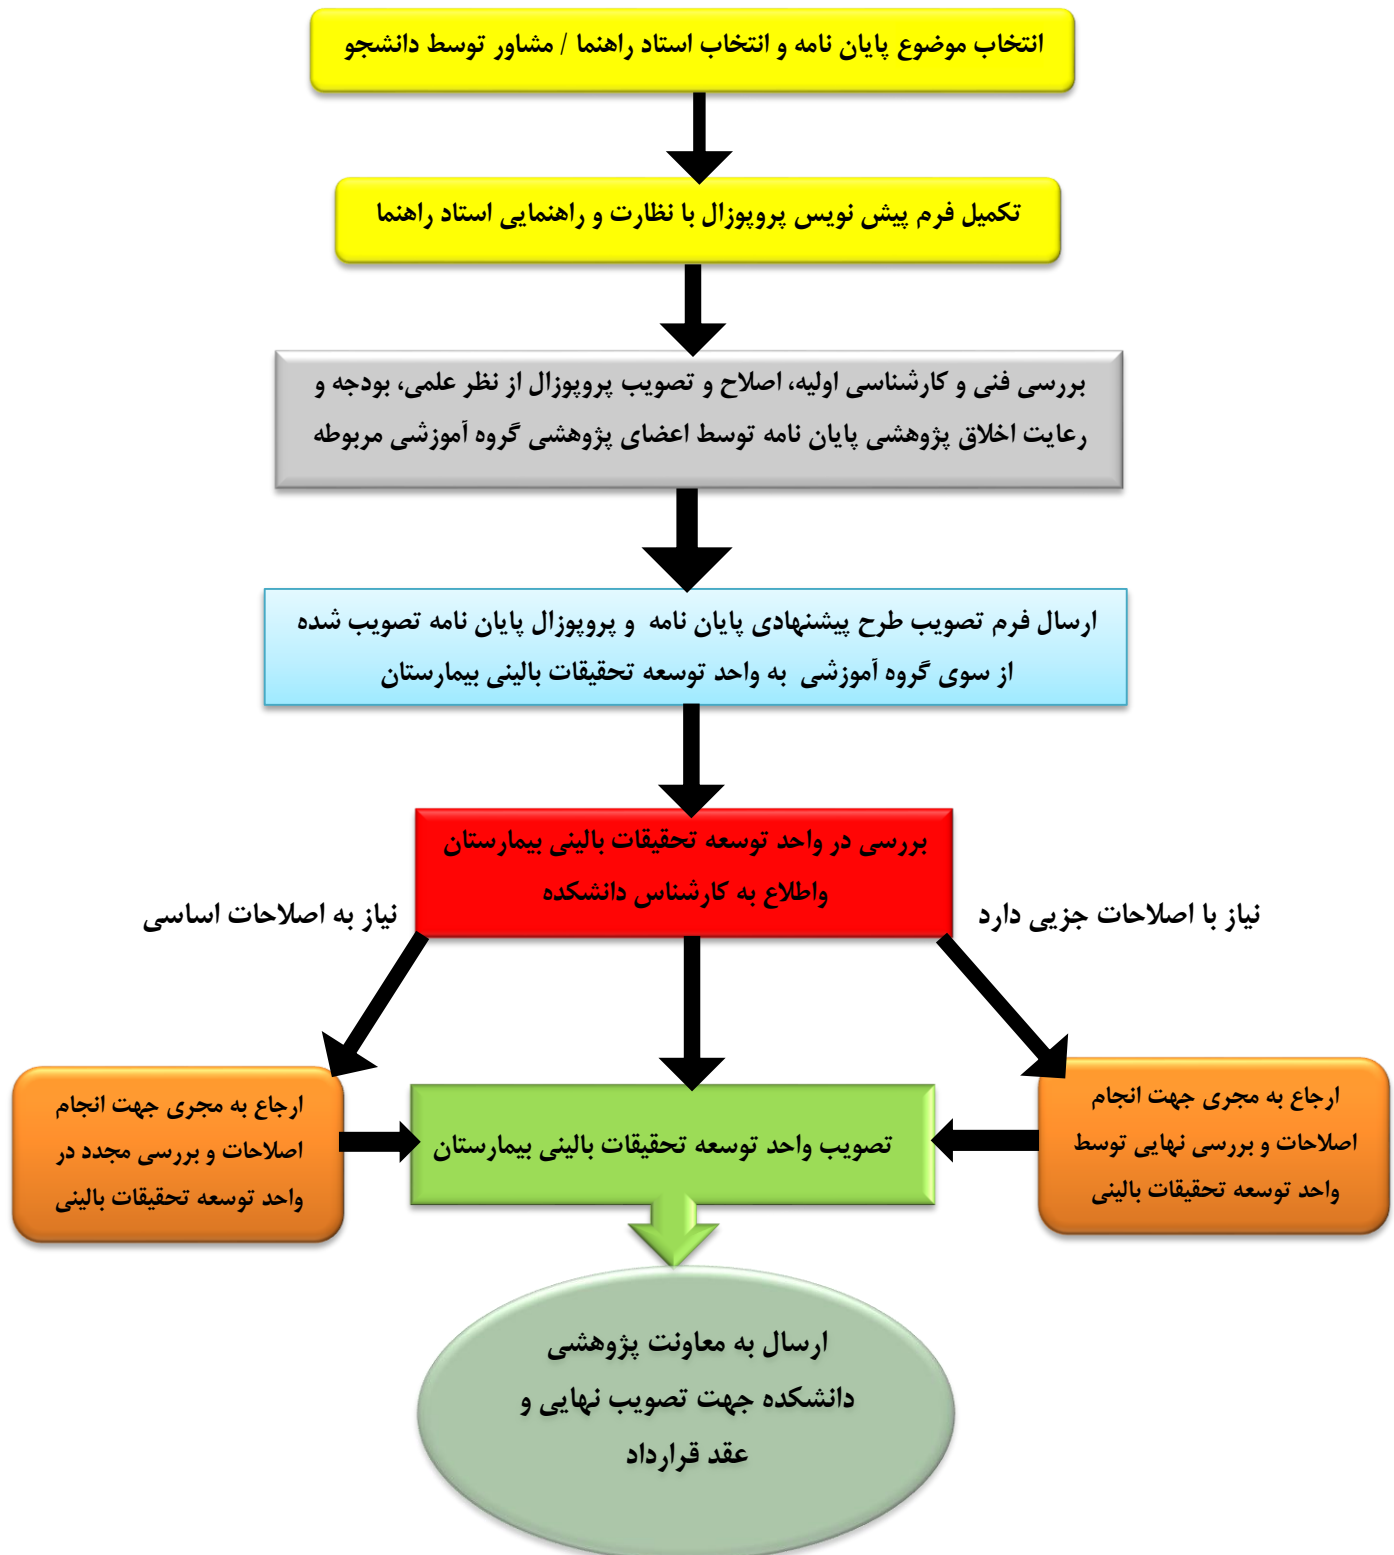 انتخاب موضوع پایان نامه و انتخاب استاد راهنما / مشاور توسط دانشجو
تکمیل فرم پیش نویس پروپوزال با نظارت و راهنمایی استاد راهنما
بررسی فنی و کارشناسی اولیه، اصلاح و تصویب پروپوزال از نظر علمی، بودجه و
رعایت اخلاق پژوهشی پایان نامه توسط اعضای پژوهشی گروه آموزشی مربوطه
ارسال فرم تصویب طرح پیشنهادی پایان نامه و پروپوزال پایان نامه تصویب شده
از سوی گروه آموزشی به واحد توسعه تحقیقات بالینی بیمارستان
بررسی در واحد توسعه تحقیقات بالینی بیمارستان
واطلاع به کارشناس دانشکده
نیاز با اصلاحات جزیی دارد
نیاز به اصلاحات اساسی
ارجاع به مجری جهت انجام
اصلاحات و بررسی نهایی توسط
واحد توسعه تحقیقات بالینی
تصویب واحد توسعه تحقیقات بالینی بیمارستان
ارجاع به مجری جهت انجام
اصلاحات و بررسی مجدد در
واحد توسعه تحقیقات بالینی
ارسال به معاونت پژوهشی
دانشکده جهت تصویب نهایی و
عقد قرارداد